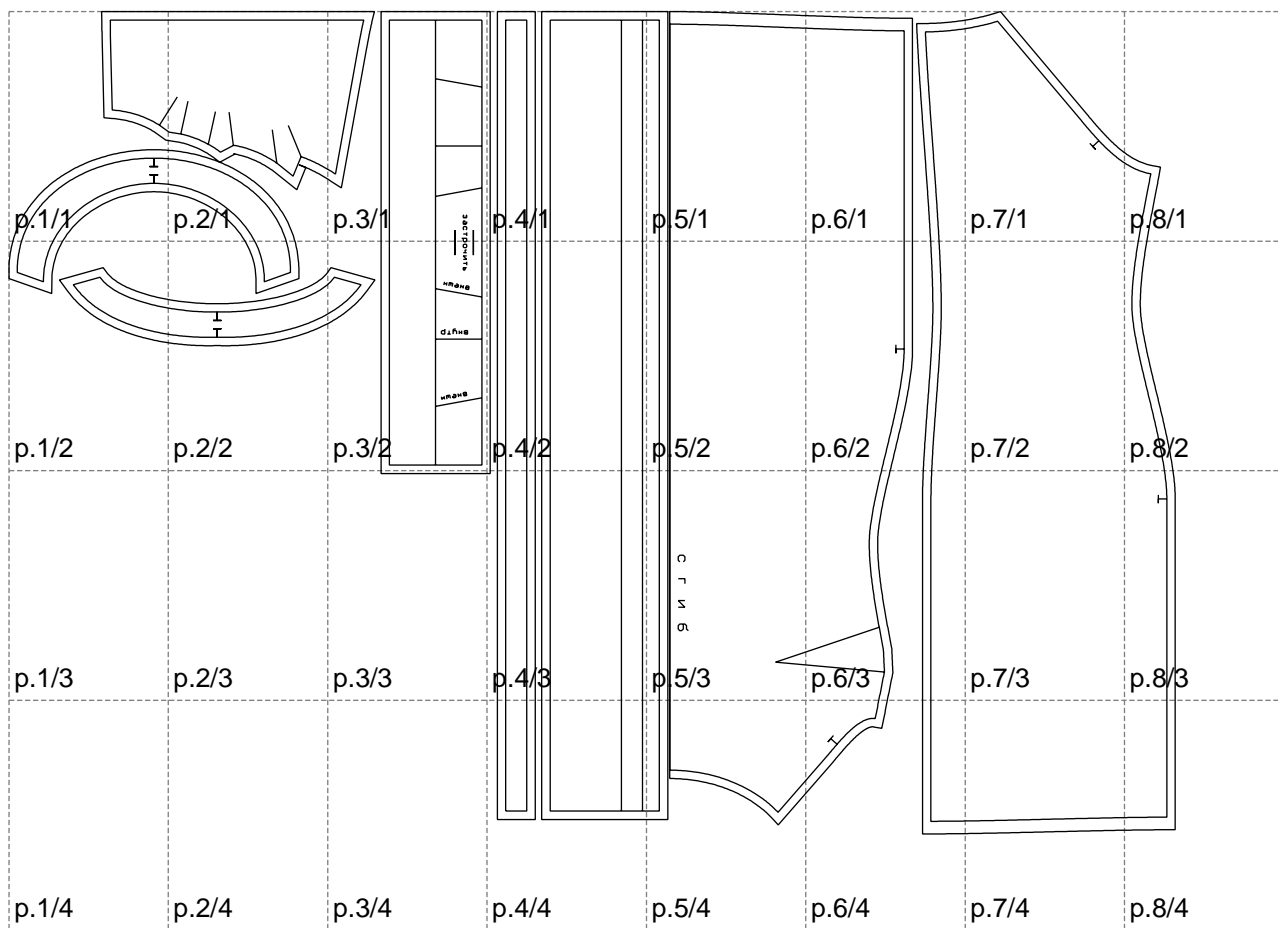 p.1/1 p.2/1 p.3/1 p.4/1 p.5/1 p.6/1 p.7/1 p.8/1
застрочить
внешн
внутр
внешн
p.1/2 p.2/2 p.3/2 p.4/2 p.5/2 p.6/2 p.7/2 p.8/2
сгиб
p.1/3 p.2/3 p.3/3 p.4/3 p.5/3 p.6/3 p.7/3 p.8/3
p.1/4 p.2/4 p.3/4 p.4/4 p.5/4 p.6/4 p.7/4 p.8/4